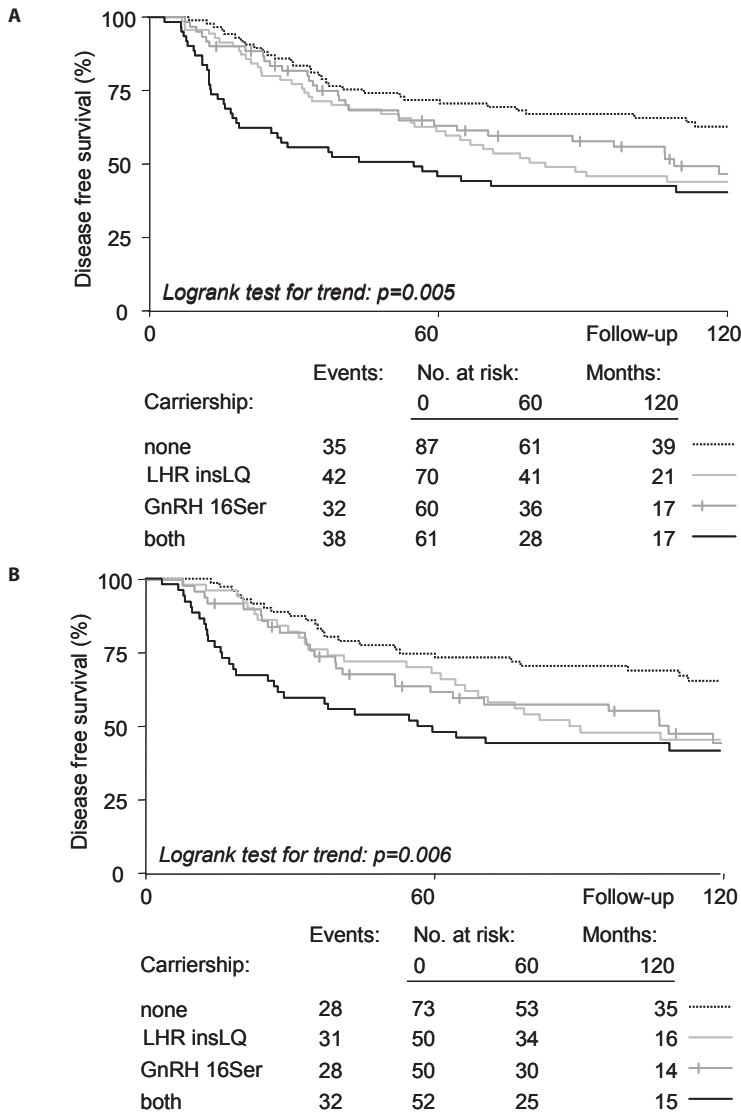 A
Disease free survival (%)
100
75
50
25
0
Logrank test for trend: p=0.005
0 60 Follow-up 120
Events: No. at risk: Months:
Carriership: 0 60 120
none 35 87 61 39
LHR insLQ 42 70 41 21
GnRH 16Ser 32 60 36 17
both 38 61 28 17
B
Disease free survival (%)
100
75
50
25
0
Logrank test for trend: p=0.006
0 60 Follow-up 120
Events: No. at risk: Months:
Carriership: 0 60 120
none 28 73 53 35
LHR insLQ 31 50 34 16
GnRH 16Ser 28 50 30 14
both 32 52 25 15